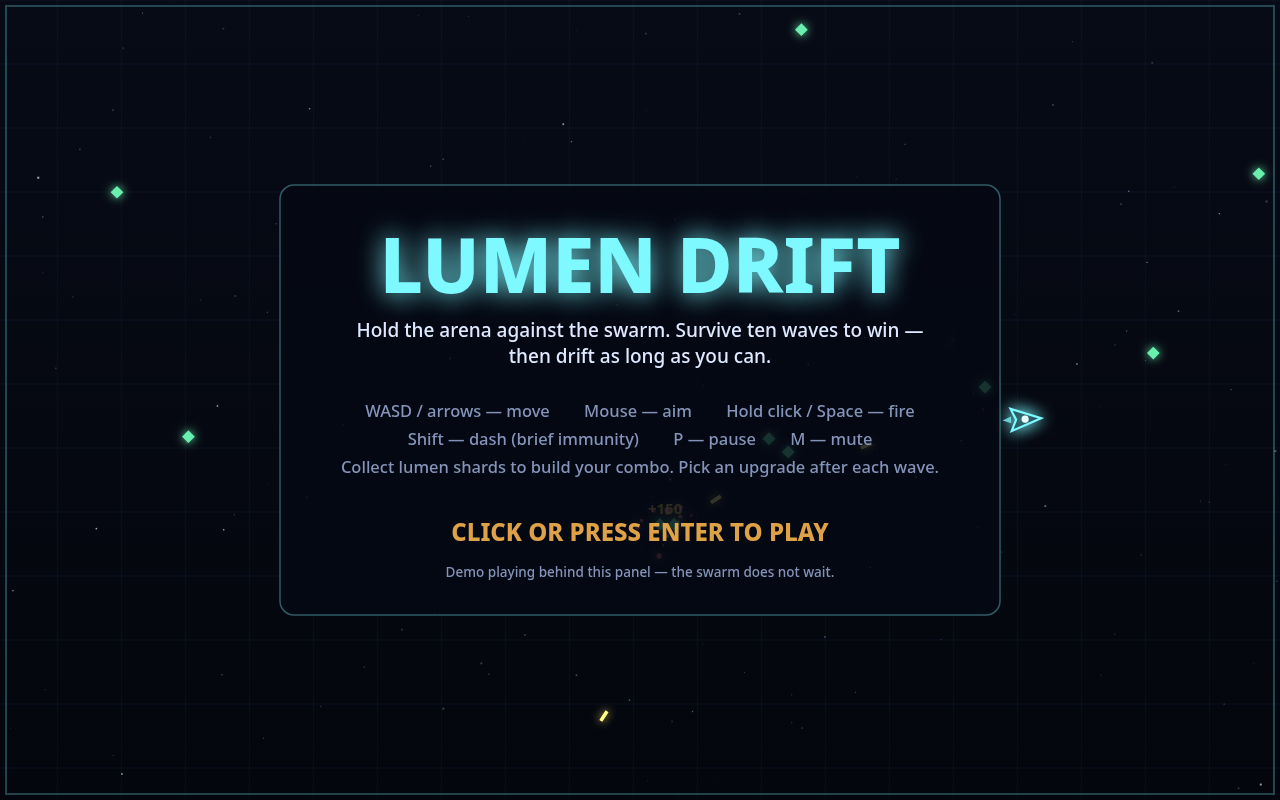 LUMEN DRIFT
Hold the arena against the swarm. Survive ten waves to win —
then drift as long as you can.
WASD / arrows — move Mouse — aim Hold click / Space — fire
Shift — dash (brief immunity) P — pause M — mute
Collect lumen shards to build your combo. Pick an upgrade after each wave.
+150
CLICK OR PRESS ENTER TO PLAY
Demo playing behind this panel — the swarm does not wait.